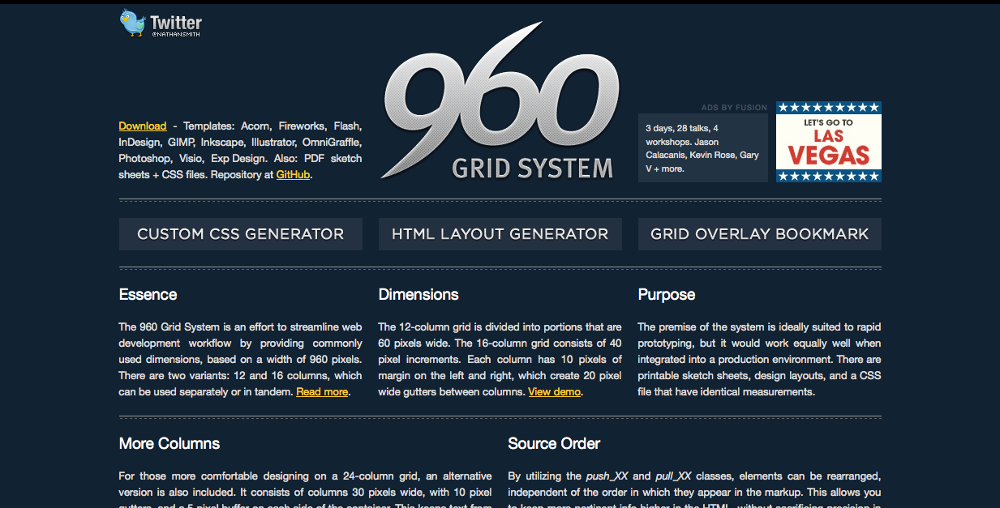 Twitter
@NATHANSMITH
960
GRID SYSTEM
Download - Templates: Acorn, Fireworks, Flash,
InDesign, GIMP, Inkscape, Illustrator, OmniGraffle,
Photoshop, Visio, Exp Design. Also: PDF sketch
sheets + CSS files. Repository at GitHub.
ADS BY FUSION
3 days, 28 talks, 4
workshops. Jason
Calacanis, Kevin Rose, Gary
V + more.
LET'S GO TO
LAS
VEGAS
CUSTOM CSS GENERATOR
HTML LAYOUT GENERATOR
GRID OVERLAY BOOKMARK
Essence
The 960 Grid System is an effort to streamline web
development workflow by providing commonly
used dimensions, based on a width of 960 pixels.
There are two variants: 12 and 16 columns, which
can be used separately or in tandem. Read more.
Dimensions
The 12-column grid is divided into portions that are
60 pixels wide. The 16-column grid consists of 40
pixel increments. Each column has 10 pixels of
margin on the left and right, which create 20 pixel
wide gutters between columns. View demo.
Purpose
The premise of the system is ideally suited to rapid
prototyping, but it would work equally well when
integrated into a production environment. There are
printable sketch sheets, design layouts, and a CSS
file that have identical measurements.
More Columns
For those more comfortable designing on a 24-column grid, an alternative
version is also included. It consists of columns 30 pixels wide, with 10 pixel
gutters, and a 5 pixel buffer on each side of the container. This keeps text from
Source Order
By utilizing the push_XX and pull_XX classes, elements can be rearranged,
independent of the order in which they appear in the markup. This allows you
to keep more pertinent info higher in the HTML, without sacrificing precision in